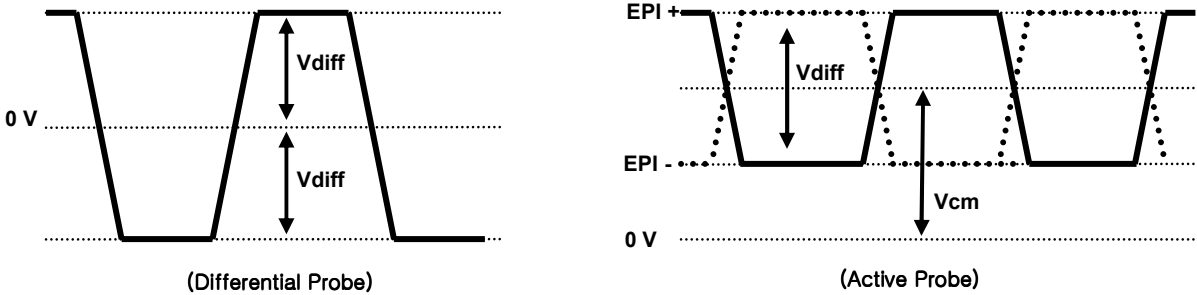 0 V
Vdiff
Vdiff
(Differential Probe)
EPI +
Vdiff
EPI -
Vcm
0 V
(Active Probe)